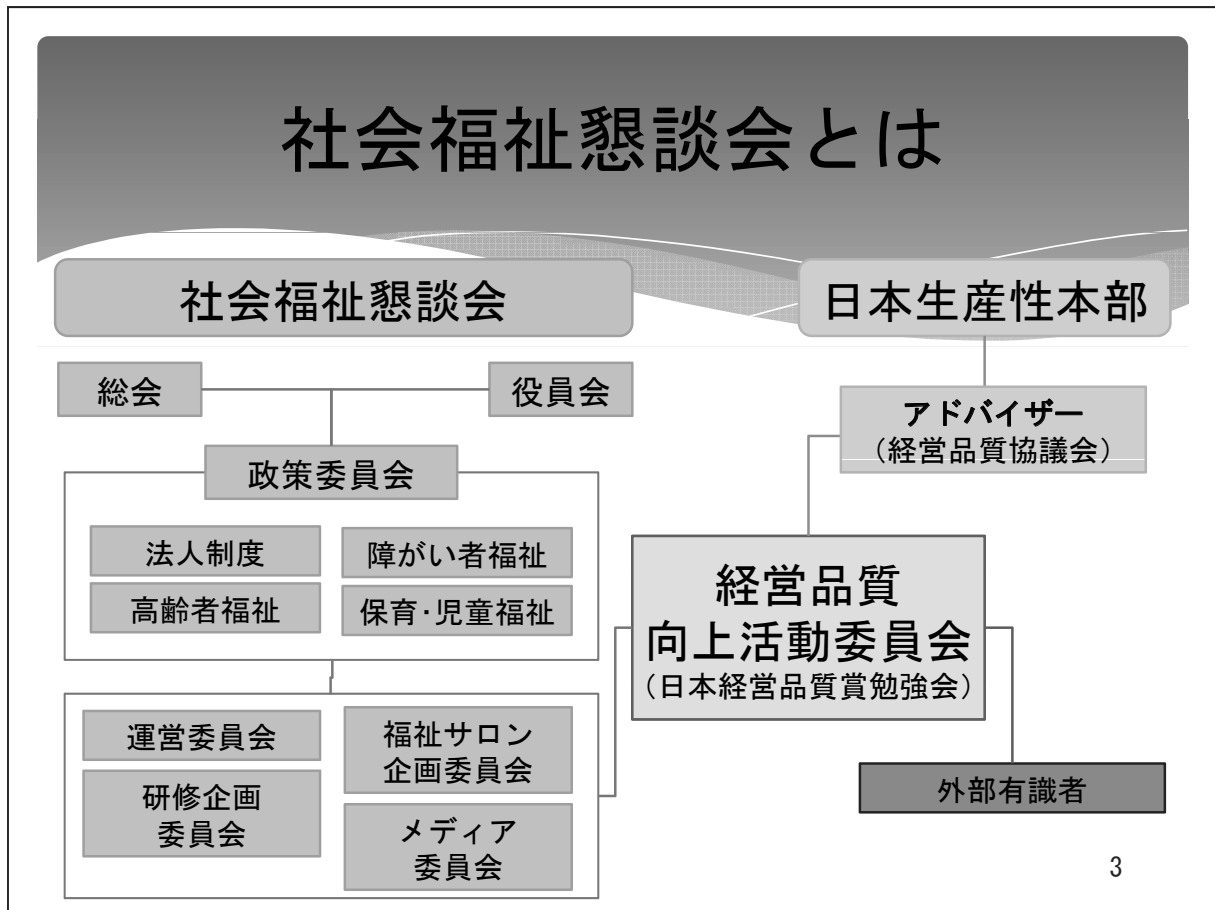 社会福祉懇談会とは
社会福祉懇談会
日本生産性本部
総会
役員会
アドバイザー
（経営品質協議会）
政策委員会
法人制度
障がい者福祉
高齢者福祉
保育･児童福祉
経営品質
向上活動委員会
（日本経営品質賞勉強会）
運営委員会
福祉サロン
企画委員会
研修企画
委員会
メディア
委員会
外部有識者
3